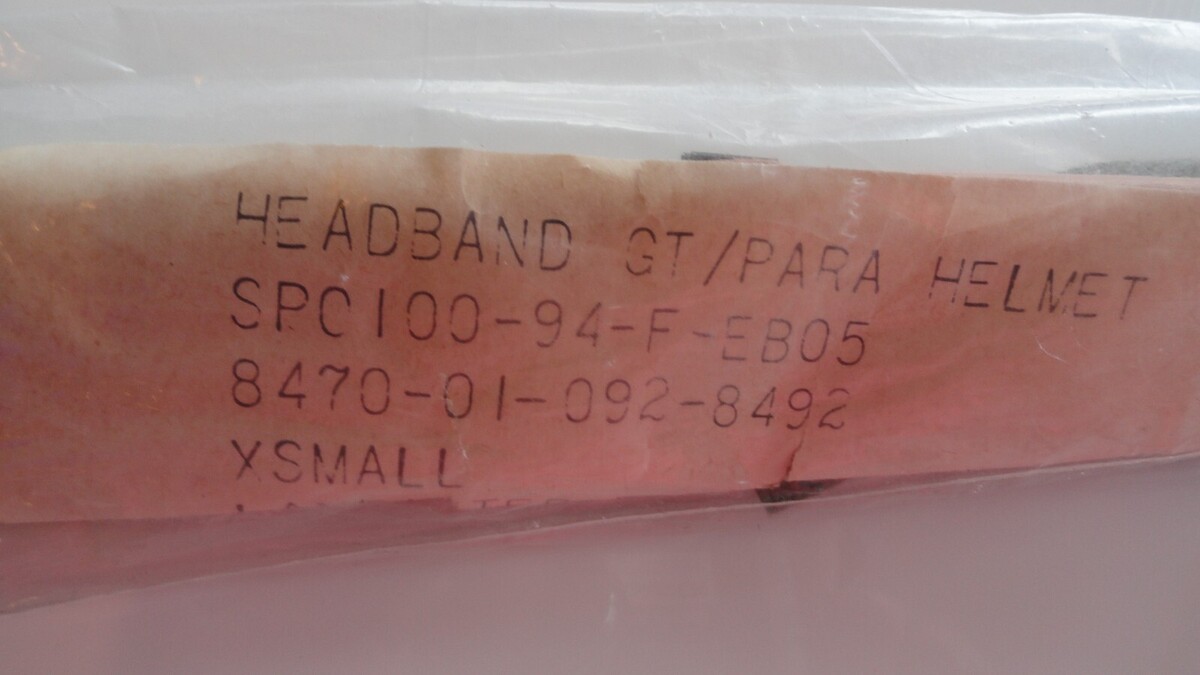 HEADBAND GT/PARA HELMET
SPC100-94-F-EB05
8470-01-092-8492
XSMALL